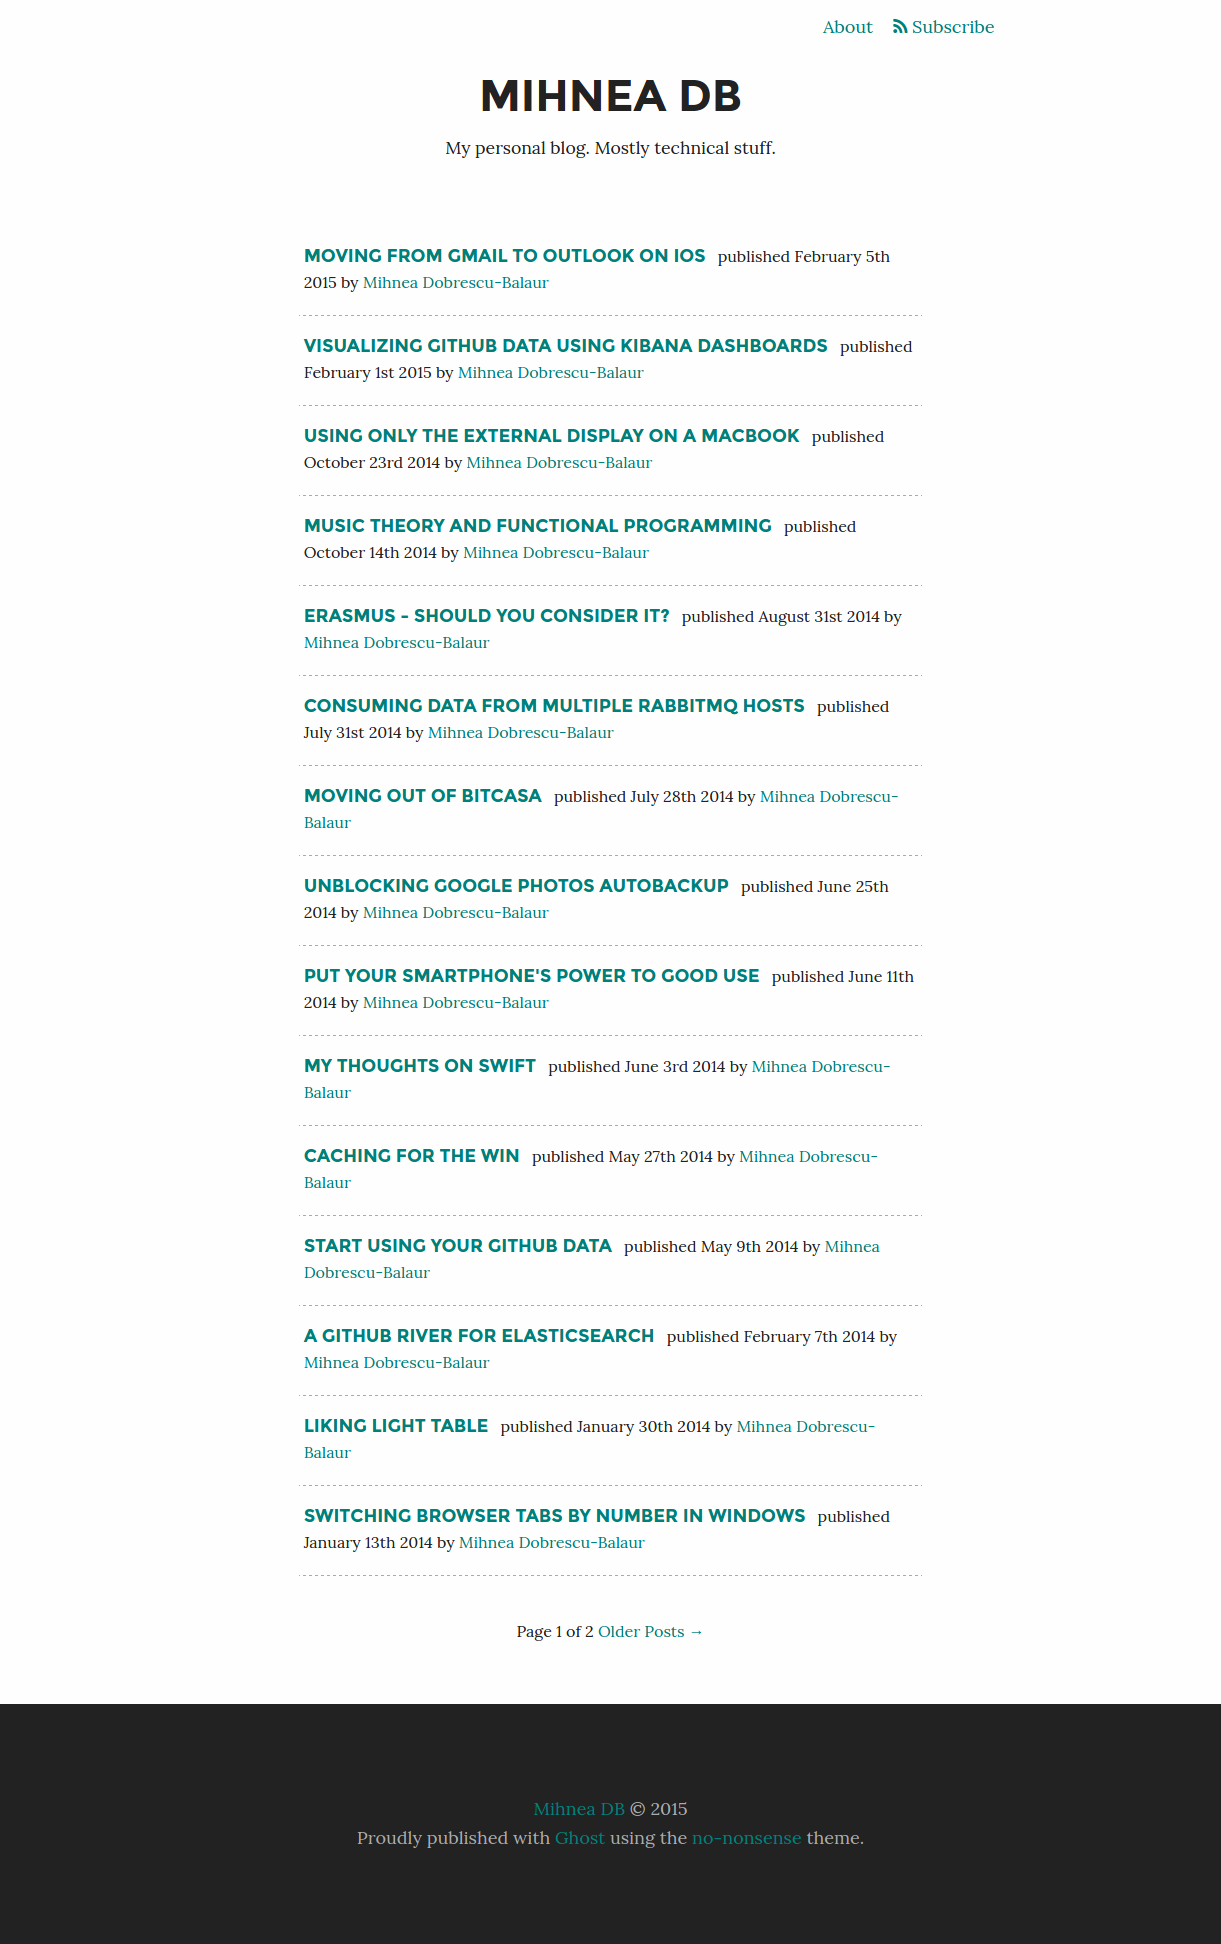 About Subscribe
MIHNEA DB
My personal blog. Mostly technical stuff.
MOVING FROM GMAIL TO OUTLOOK ON IOS published February 5th
2015 by Mihnea Dobrescu-Balaur
VISUALIZING GITHUB DATA USING KIBANA DASHBOARDS published
February 1st 2015 by Mihnea Dobrescu-Balaur
USING ONLY THE EXTERNAL DISPLAY ON A MACBOOK published
October 23rd 2014 by Mihnea Dobrescu-Balaur
MUSIC THEORY AND FUNCTIONAL PROGRAMMING published
October 14th 2014 by Mihnea Dobrescu-Balaur
ERASMUS - SHOULD YOU CONSIDER IT? published August 31st 2014 by
Mihnea Dobrescu-Balaur
CONSUMING DATA FROM MULTIPLE RABBITMQ HOSTS published
July 31st 2014 by Mihnea Dobrescu-Balaur
MOVING OUT OF BITCASA published July 28th 2014 by Mihnea Dobrescu-
Balaur
UNBLOCKING GOOGLE PHOTOS AUTOBACKUP published June 25th
2014 by Mihnea Dobrescu-Balaur
PUT YOUR SMARTPHONE'S POWER TO GOOD USE published June 11th
2014 by Mihnea Dobrescu-Balaur
MY THOUGHTS ON SWIFT published June 3rd 2014 by Mihnea Dobrescu-
Balaur
CACHING FOR THE WIN published May 27th 2014 by Mihnea Dobrescu-
Balaur
START USING YOUR GITHUB DATA published May 9th 2014 by Mihnea
Dobrescu-Balaur
A GITHUB RIVER FOR ELASTICSEARCH published February 7th 2014 by
Mihnea Dobrescu-Balaur
LIKING LIGHT TABLE published January 30th 2014 by Mihnea Dobrescu-
Balaur
SWITCHING BROWSER TABS BY NUMBER IN WINDOWS published
January 13th 2014 by Mihnea Dobrescu-Balaur
Page 1 of 2 Older Posts →
Mihnea DB © 2015
Proudly published with Ghost using the no-nonsense theme.